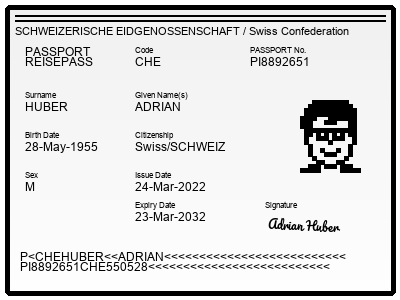 SCHWEIZERISCHE EIDGENOSSENSCHAFT / Swiss Confederation
PASSPORT
REISEPASS
Code
CHE
PASSPORT No.
PI8892651
Surname
HUBER
Given Name(s)
ADRIAN
Birth Date
28-May-1955
Citizenship
Swiss/SCHWEIZ
Sex
M
Issue Date
24-Mar-2022
Expiry Date
23-Mar-2032
Signature
Adrian Huber
P<CHEHUBER<<ADRIAN<<<<<<<<<<<<<<<<<<<<<<<<<<
PI8892651CHE550528<<<<<<<<<<<<<<<<<<<<<<<<<<